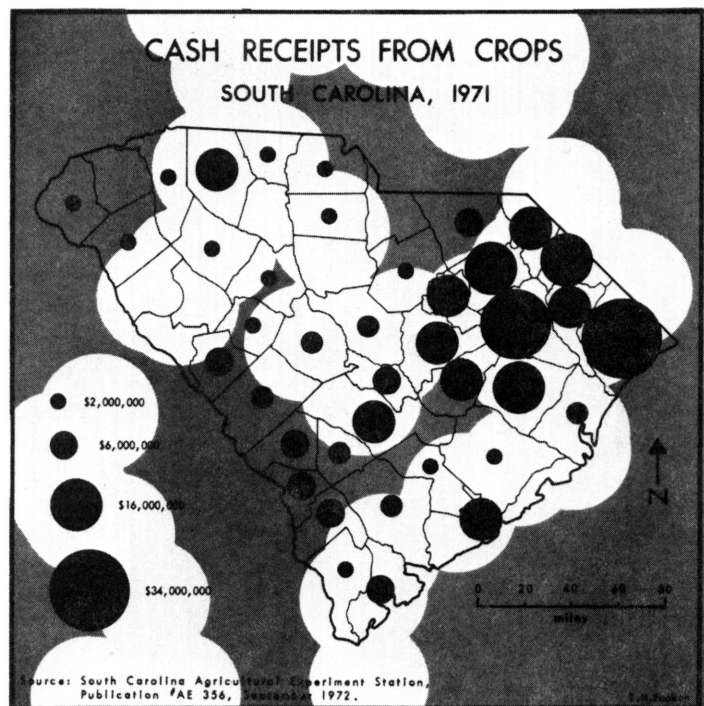 CASH RECEIPTS FROM CROPS
SOUTH CAROLINA, 1971
$2,000,000
$6,000,000
$16,000,000
$34,000,000
N
0 20 40 60 80
miles
Source: South Carolina Agricultural Experiment Station,
Publication #AE 356, September 1972.